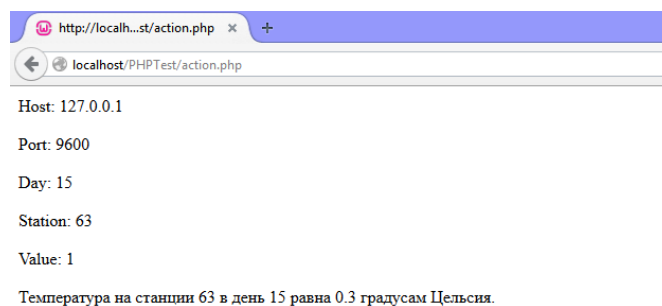 http://localh...st/action.php × +
localhost/PHPTest/action.php
Host: 127.0.0.1
Port: 9600
Day: 15
Station: 63
Value: 1
Температура на станции 63 в день 15 равна 0.3 градусам Цельсия.